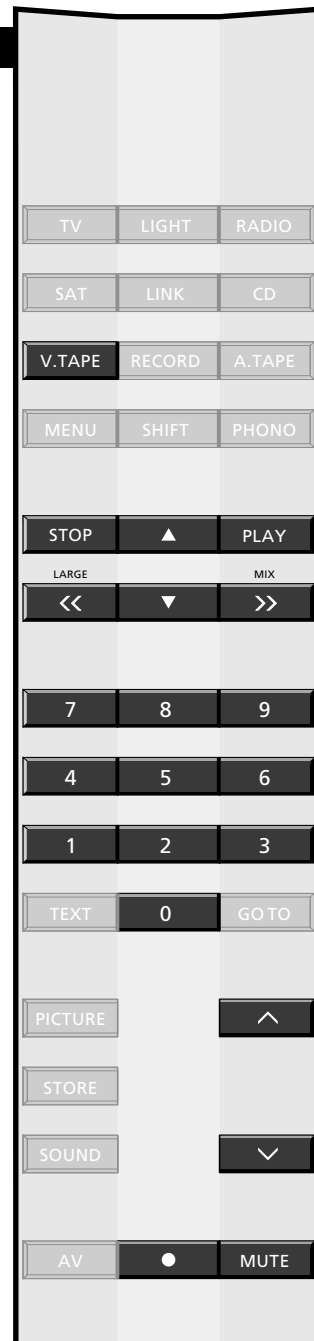 TV LIGHT RADIO
SAT LINK CD
V.TAPE RECORD A.TAPE
MENU SHIFT PHONO
STOP ▲ PLAY
LARGE MIX
<< ▼ >>
7 8 9
4 5 6
1 2 3
TEXT 0 GO TO
PICTURE
STORE
SOUND
AV ● MUTE